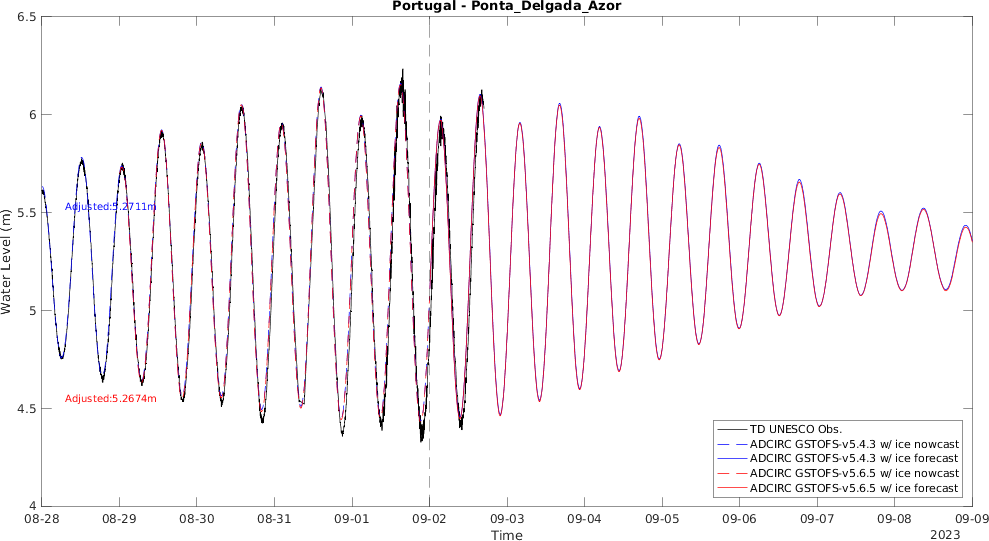 Portugal - Ponta_Delgada_Azor
6.5
6
5.5
5
4.5
4
Water Level (m)
Adjusted:5.2711m
Adjusted:5.2674m
TD UNESCO Obs.
ADCIRC GSTOFS-v5.4.3 w/ ice nowcast
ADCIRC GSTOFS-v5.4.3 w/ ice forecast
ADCIRC GSTOFS-v5.6.5 w/ ice nowcast
ADCIRC GSTOFS-v5.6.5 w/ ice forecast
08-28 08-29 08-30 08-31 09-01 09-02 09-03 09-04 09-05 09-06 09-07 09-08 09-09
Time
2023